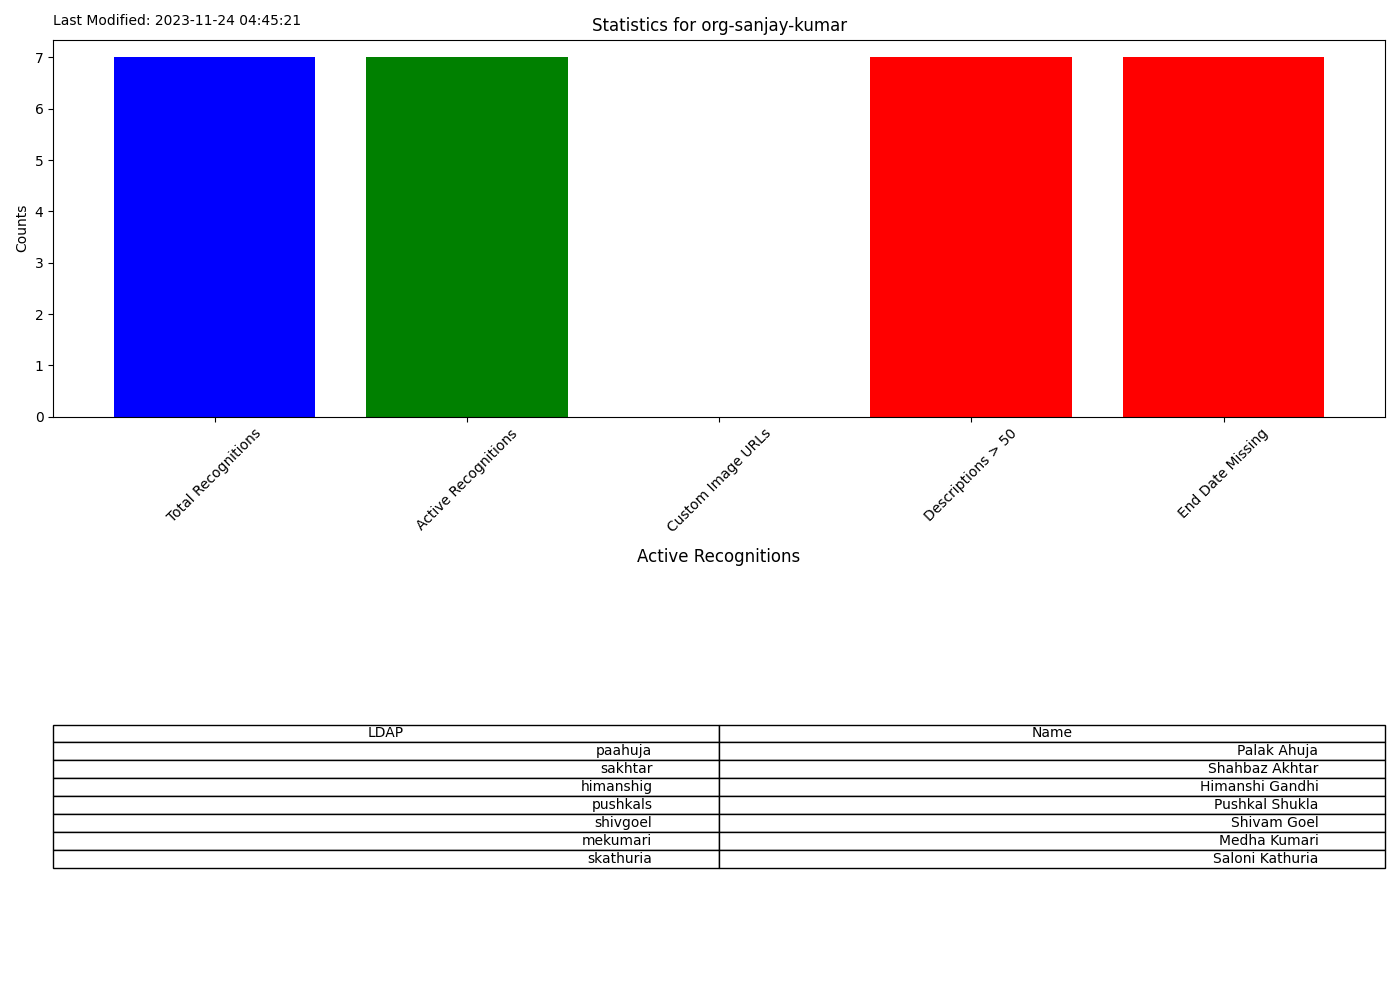 Last Modified: 2023-11-24 04:45:21
Statistics for org-sanjay-kumar
Counts
7
6
5
4
3
2
1
0
Total Recognitions
Active Recognitions
Custom Image URLs
Descriptions > 50
End Date Missing
Active Recognitions
LDAP Name
paahuja Palak Ahuja
sakhtar Shahbaz Akhtar
himanshig Himanshi Gandhi
pushkals Pushkal Shukla
shivgoel Shivam Goel
mekumari Medha Kumari
skathuria Saloni Kathuria